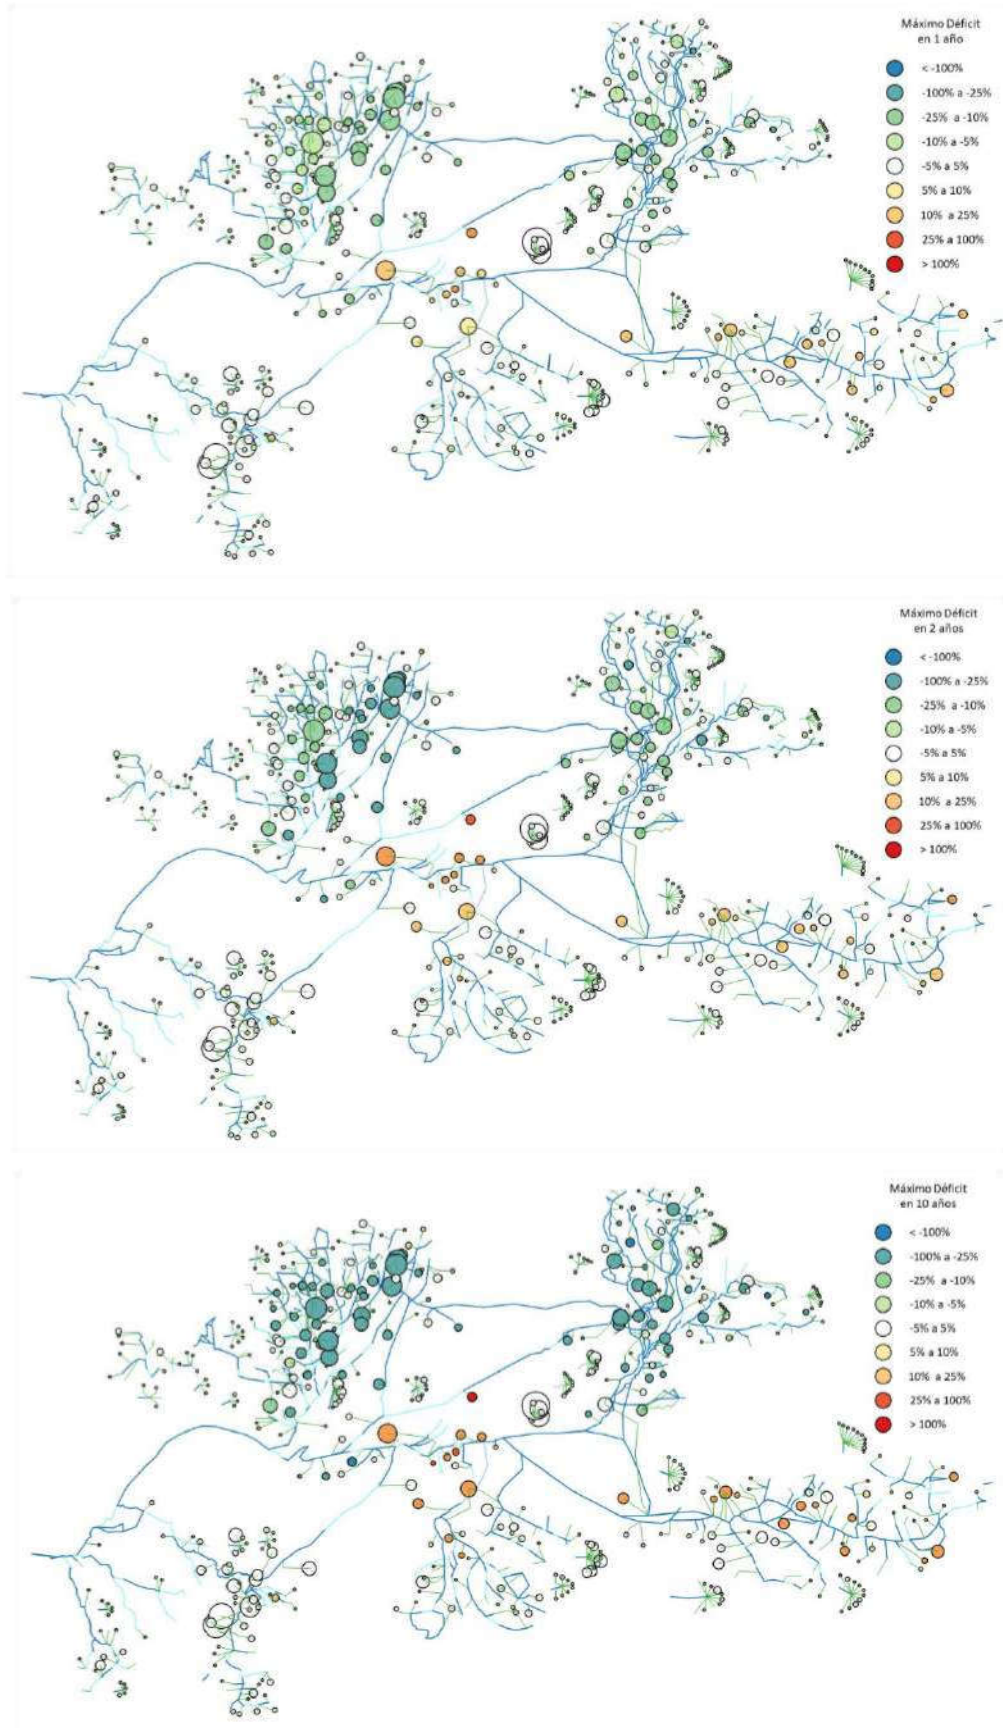 Máximo Déficit
en 1 año
< -100%
-100% a -25%
-25% a -10%
-10% a -5%
-5% a 5%
5% a 10%
10% a 25%
25% a 100%
> 100%
Máximo Déficit
en 2 años
< -100%
-100% a -25%
-25% a -10%
-10% a -5%
-5% a 5%
5% a 10%
10% a 25%
25% a 100%
> 100%
Máximo Déficit
en 10 años
< -100%
-100% a -25%
-25% a -10%
-10% a -5%
-5% a 5%
5% a 10%
10% a 25%
25% a 100%
> 100%